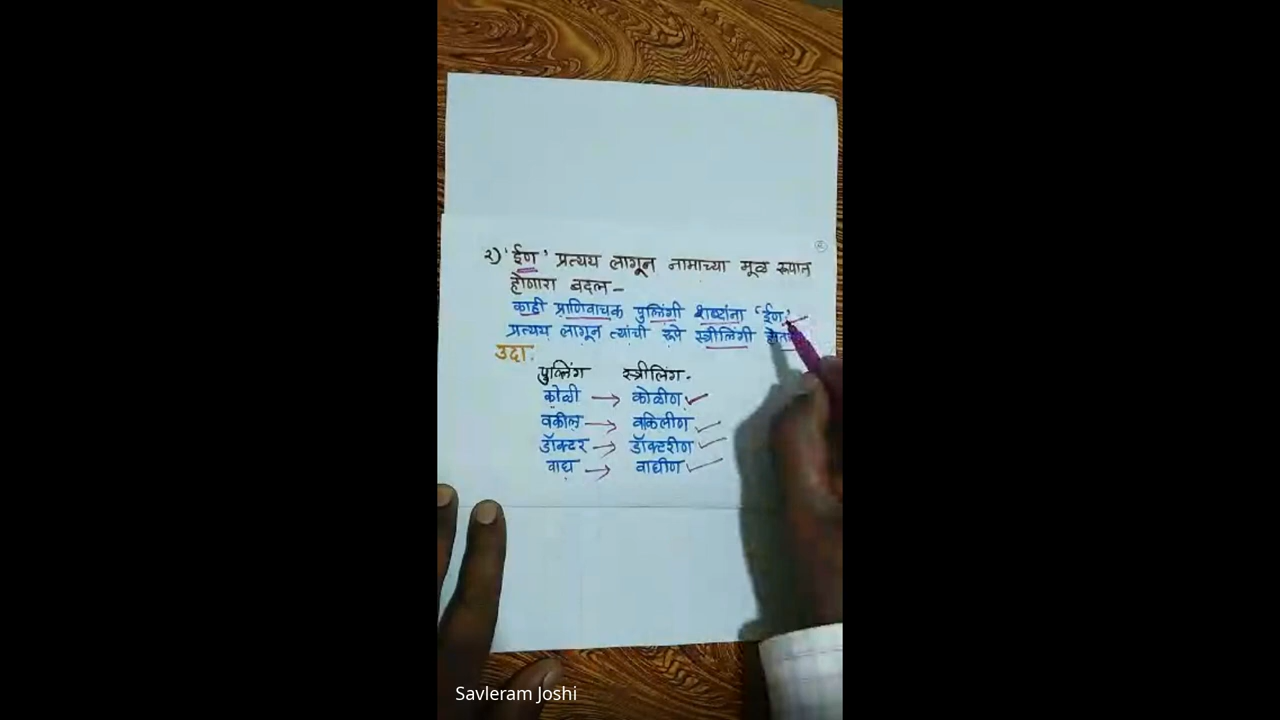 २) 'ईण' प्रत्यय लागून नामाच्या मूळ रूपात
होणारा बदल -
काही प्राणिवाचक पुल्लिंगी शब्दांना 'ईण'
प्रत्यय लागून त्यांची रूपे स्त्रीलिंगी
उदा.
पुल्लिंग स्त्रीलिंग.
कोळी → कोळीण ✓
वकील → वकिलीण ✓
डॉक्टर → डॉक्टरीण ✓
वाघ → वाघीण ✓
Savleram Joshi